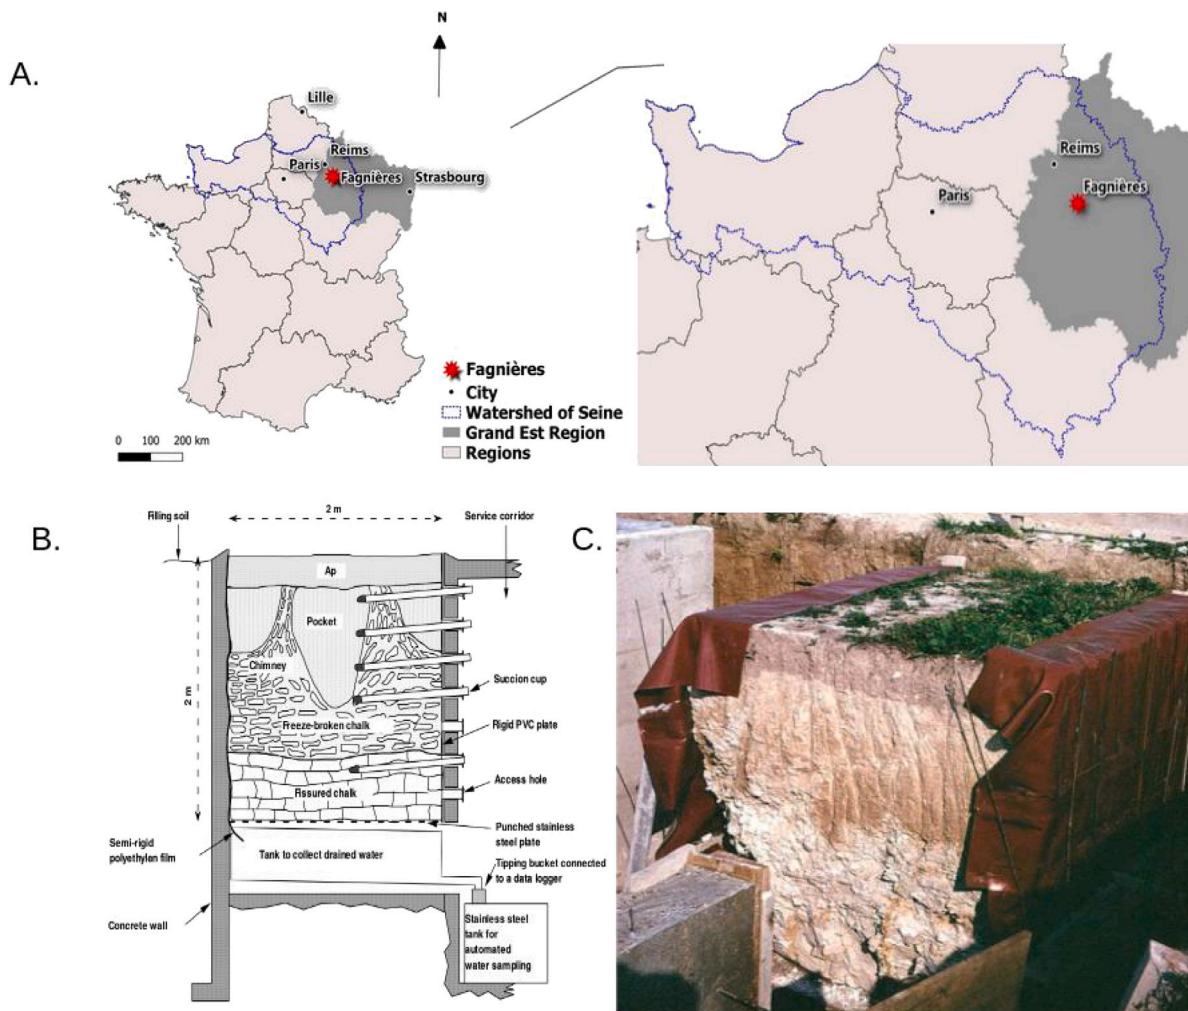 A.
N
Lille
Reims
Paris
Fagnières
Strasbourg
Fagnières
City
Watershed of Seine
Grand Est Region
Regions
0 100 200 km
Reims
Fagnières
Paris
B.
Filling soil
2 m
Service corridor
Ap
Pocket
Chimney
2 m
Succion cup
Freeze-broken chalk
Rigid PVC plate
Fissured chalk
Access hole
Semi-rigid
polyethylen film
Punched stainless
steel plate
Tank to collect drained water
Tipping bucket connected
to a data logger
Concrete wall
Stainless steel
tank for
automated
water sampling
C.